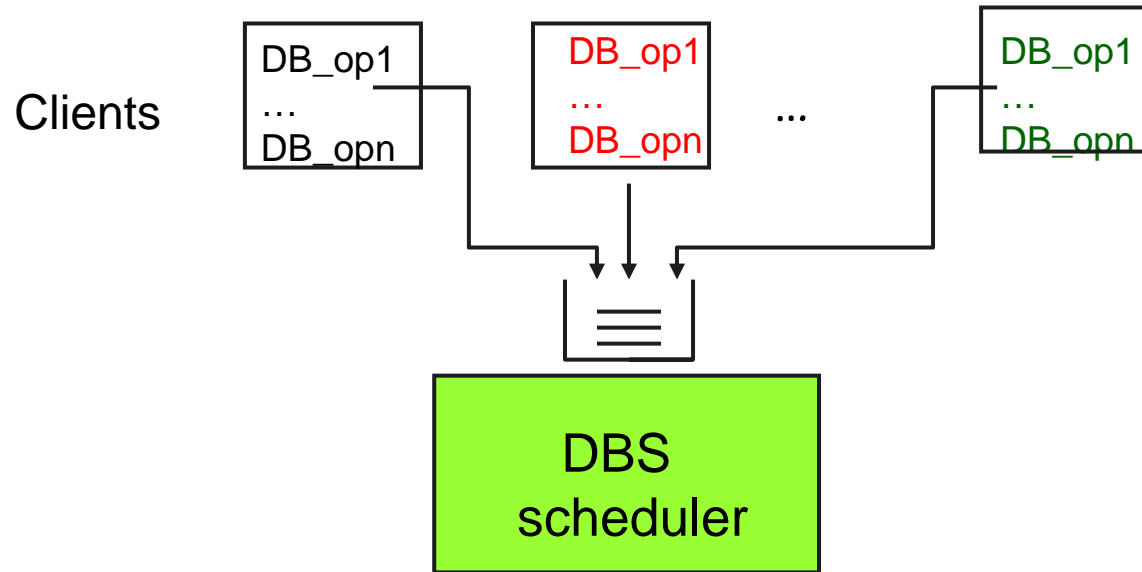 Clients
DB_op1
…
DB_opn
DB_op1
…
DB_opn
...
DB_op1
…
DB_opn
DBS
scheduler